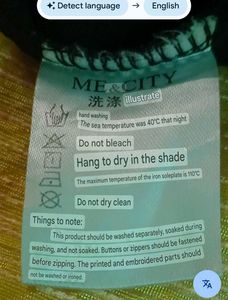 Detect language → English
ME&CITY
洗涤 illustrate
hand washing
The sea temperature was 40°C that night
Do not bleach
Hang to dry in the shade
The maximum temperature of the iron soleplate is 110°C
Do not dry clean
Things to note:
This product should be washed separately, soaked during
washing, and not soaked. Buttons or zippers should be fastened
before zipping. The printed and embroidered parts should
not be washed or ironed.